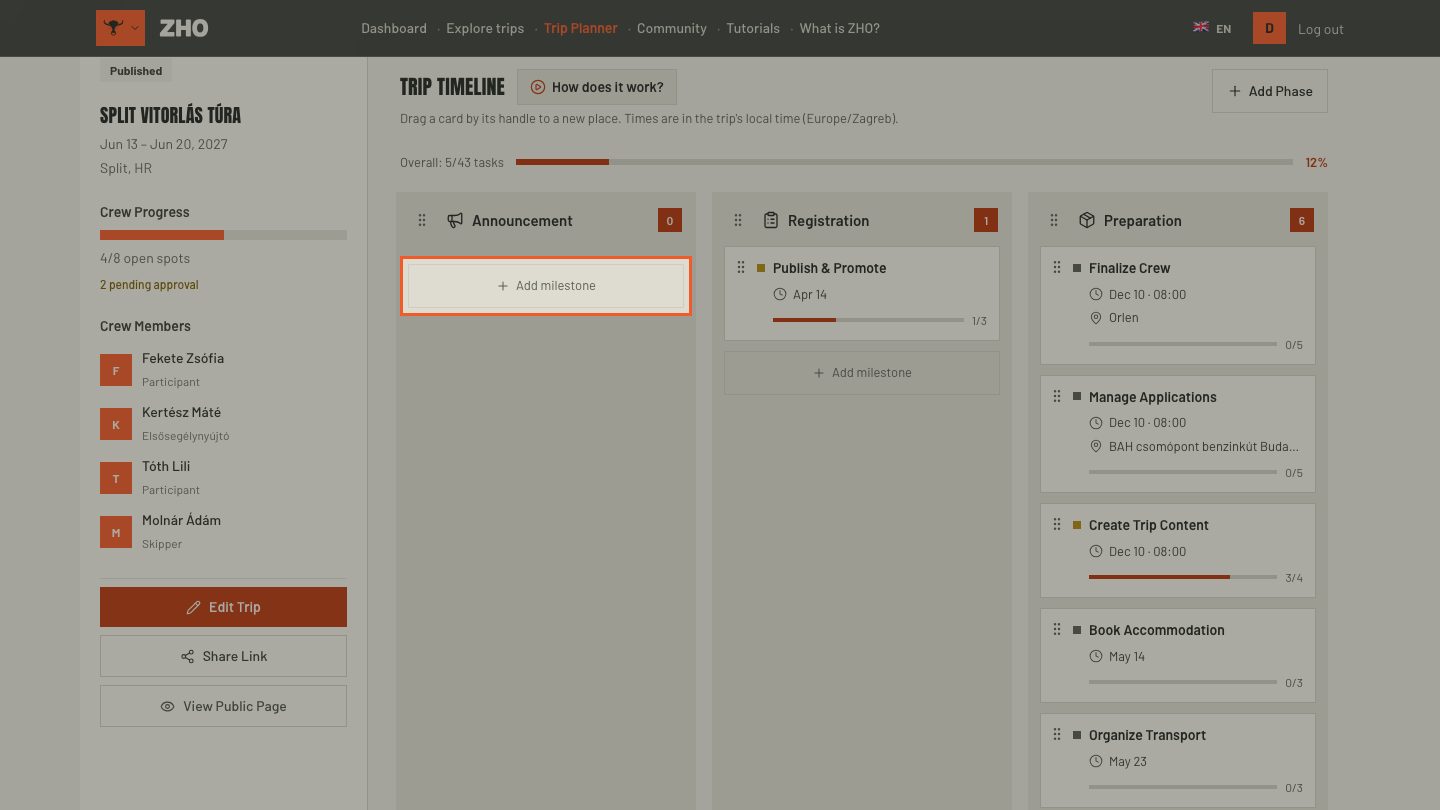 ZHO
Dashboard · Explore trips · Trip Planner · Community · Tutorials · What is ZHO?
EN
D
Log out
Published
SPLIT VITORLÁS TÚRA
Jun 13 – Jun 20, 2027
Split, HR
Crew Progress
4/8 open spots
2 pending approval
Crew Members
F
Fekete Zsófia
Participant
K
Kertész Máté
Elsősegélynyújtó
T
Tóth Lili
Participant
M
Molnár Ádám
Skipper
Edit Trip
Share Link
View Public Page
TRIP TIMELINE
How does it work?
Add Phase
Drag a card by its handle to a new place. Times are in the trip's local time (Europe/Zagreb).
Overall: 5/43 tasks
12%
Announcement
0
+ Add milestone
Registration
1
Publish & Promote
Apr 14
1/3
+ Add milestone
Preparation
6
Finalize Crew
Dec 10 · 08:00
Orlen
0/5
Manage Applications
Dec 10 · 08:00
BAH csomópont benzinkút Buda...
0/5
Create Trip Content
Dec 10 · 08:00
3/4
Book Accommodation
May 14
0/3
Organize Transport
May 23
0/3